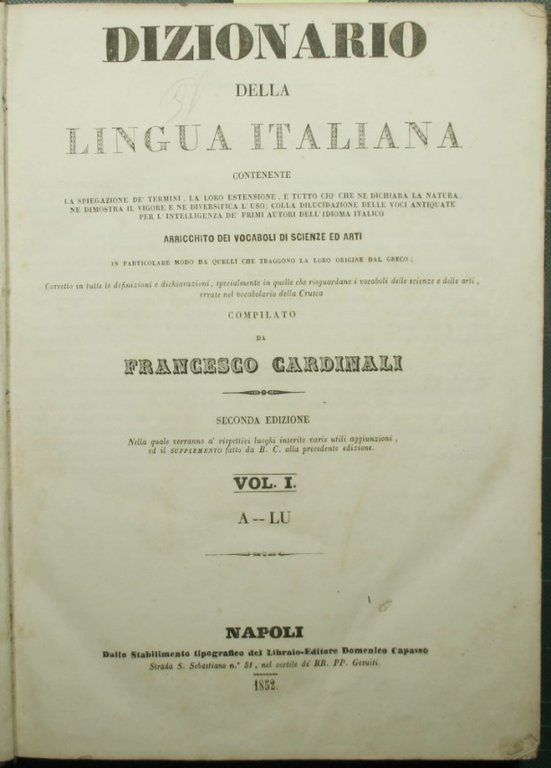 DIZIONARIO
DELLA
LINGUA ITALIANA
CONTENENTE
LA SPIEGAZIONE DE' TERMINI, LA LORO ESTENSIONE, E TUTTO CIO' CHE NE DICHIARA LA NATURA,
NE DIMOSTRA IL VIGORE E NE DIVERSIFICA L'USO; COLLA DILUCIDAZIONE DELLE VOCI ANTIQUATE
PER L'INTELLIGENZA DE' PRIMI AUTORI DELL'IDIOMA ITALICO
ARRICCHITO DEI VOCABOLI DI SCIENZE ED ARTI
IN PARTICOLARE MODO DA QUELLI CHE TRAGGONO LA LORO ORIGINE DAL GRECO;
Corretto in tutte le definizioni e dichiarazioni, specialmente in quelle che risguardano i vocaboli delle scienze e delle arti,
errate nel vocabolario della Crusca
COMPILATO
DA
FRANCESCO CARDINALI
SECONDA EDIZIONE
Nella quale verranno a' rispettivi luoghi inserite varie utili aggiunzioni,
ed il SUPPLEMENTO fatto da B. C. alla precedente edizione.
VOL. I.
A -- LU
NAPOLI
Dallo Stabilimento tipografico del Libraio-Editore Domenico Capasso
Strada S. Sebastiano n.° 51, nel cortile de' RR. PP. Gesuiti.
1852.